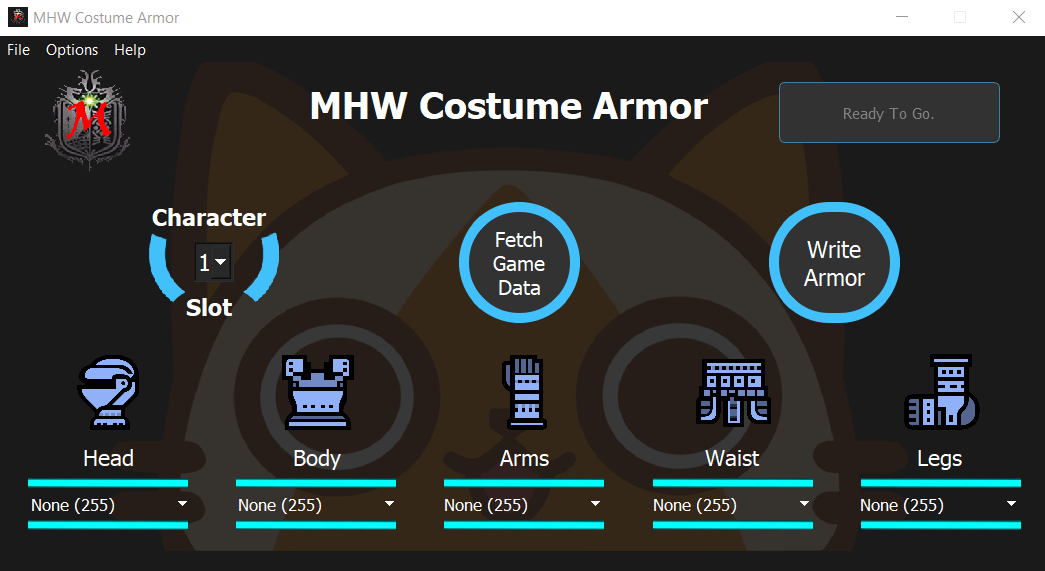 MHW Costume Armor
File Options Help
M
MHW Costume Armor
Ready To Go.
Character
1
Slot
Fetch
Game
Data
Write
Armor
Head Body Arms Waist Legs
None (255) None (255) None (255) None (255) None (255)